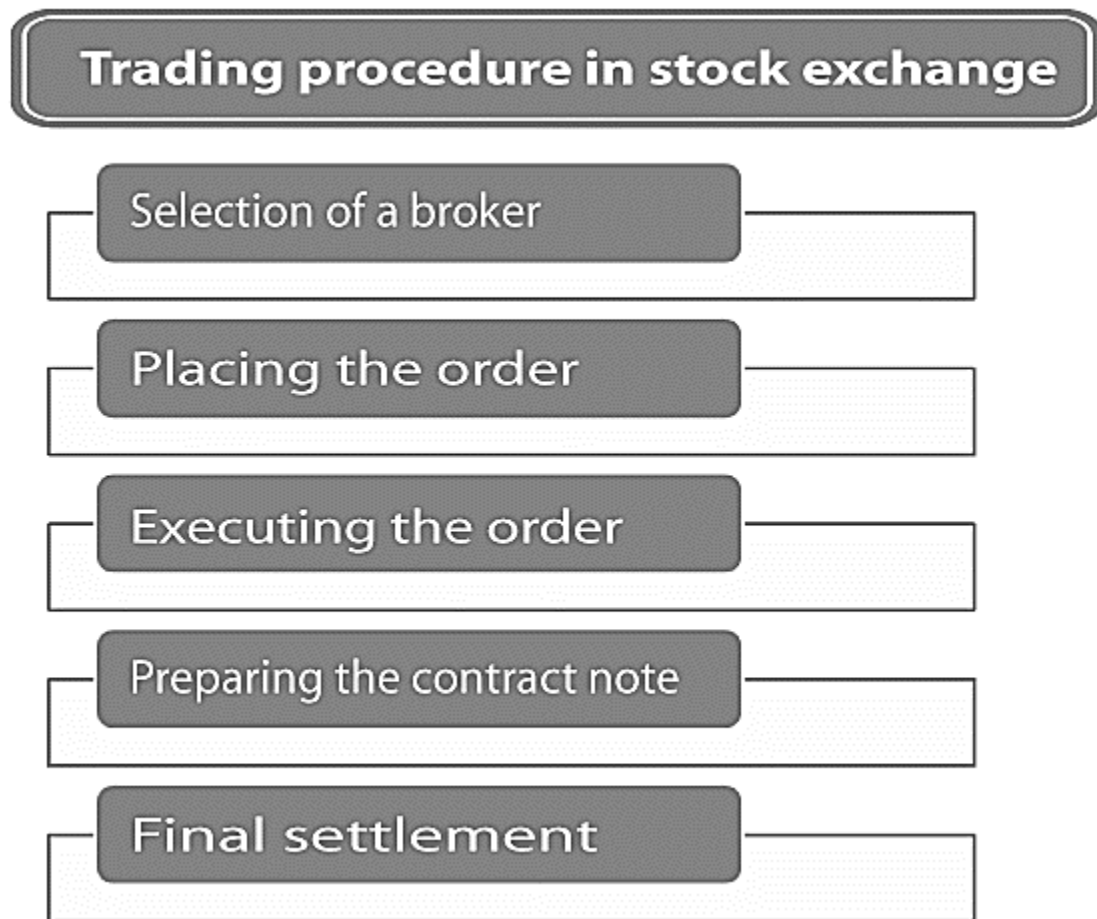 Trading procedure in stock exchange
Selection of a broker
Placing the order
Executing the order
Preparing the contract note
Final settlement